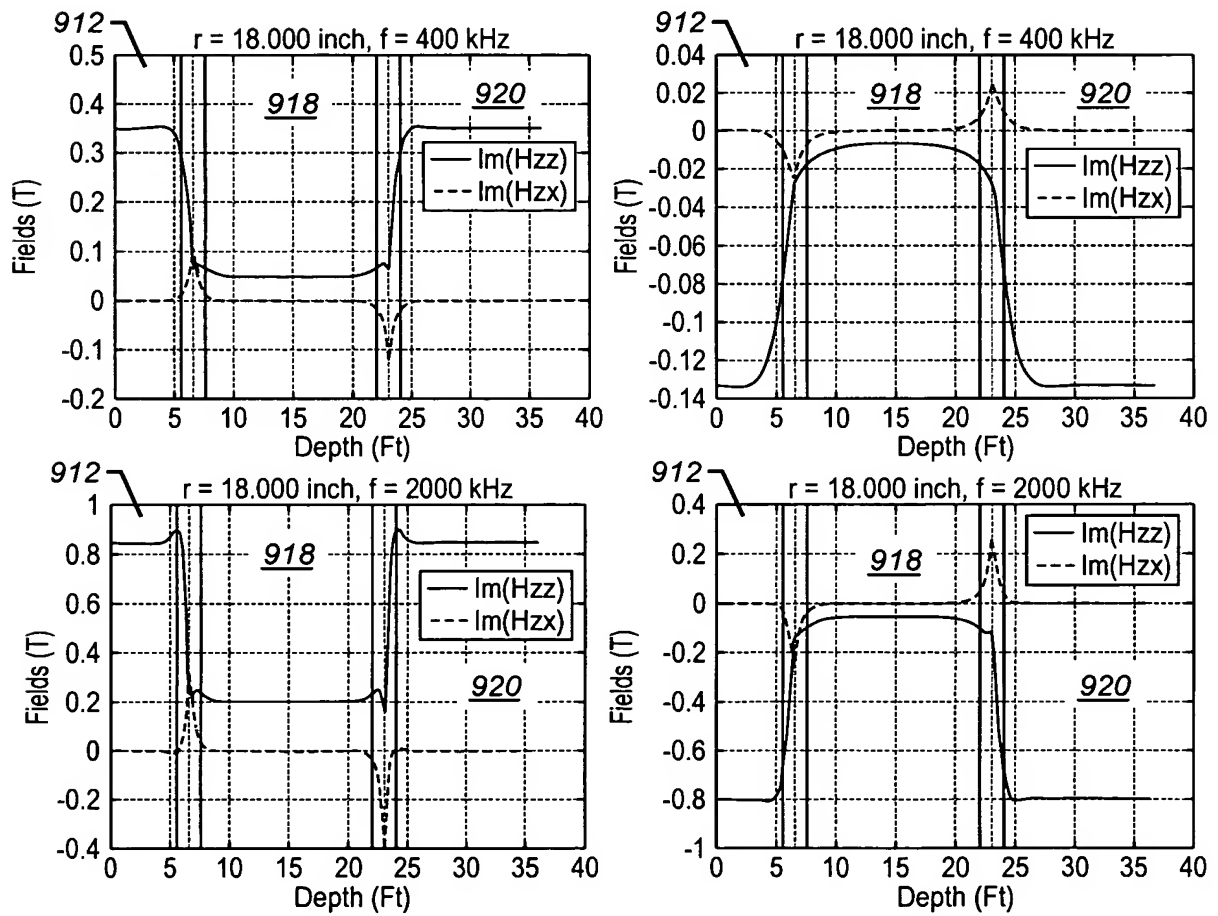 912
r = 18.000 inch, f = 400 kHz
0.5
0.4
0.3
0.2
0.1
0
-0.1
-0.2
Fields (T)
918
920
Im(Hzz)
Im(Hzx)
0 5 10 15 20 25 30 35 40
Depth (Ft)
912
r = 18.000 inch, f = 400 kHz
0.04
0.02
0
-0.02
-0.04
-0.06
-0.08
-0.1
-0.12
-0.14
Fields (T)
918
920
Im(Hzz)
Im(Hzx)
0 5 10 15 20 25 30 35 40
Depth (Ft)
912
r = 18.000 inch, f = 2000 kHz
1
0.8
0.6
0.4
0.2
0
-0.2
-0.4
Fields (T)
918
Im(Hzz)
Im(Hzx)
920
0 5 10 15 20 25 30 35 40
Depth (Ft)
912
r = 18.000 inch, f = 2000 kHz
0.4
0.2
0
-0.2
-0.4
-0.6
-0.8
-1
Fields (T)
Im(Hzz)
Im(Hzx)
918
920
0 5 10 15 20 25 30 35 40
Depth (Ft)